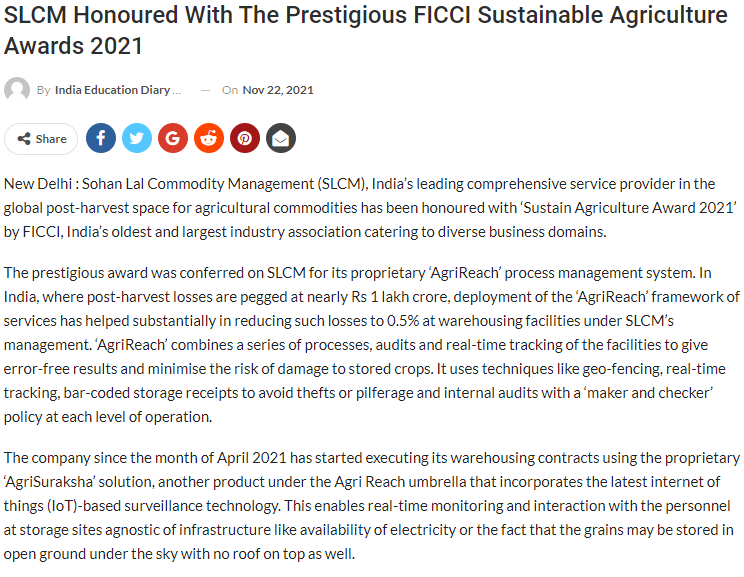 SLCM Honoured With The Prestigious FICCI Sustainable Agriculture
Awards 2021
By India Education Diary ... — On Nov 22, 2021
Share
New Delhi : Sohan Lal Commodity Management (SLCM), India's leading comprehensive service provider in the
global post-harvest space for agricultural commodities has been honoured with 'Sustain Agriculture Award 2021'
by FICCI, India's oldest and largest industry association catering to diverse business domains.
The prestigious award was conferred on SLCM for its proprietary 'AgriReach' process management system. In
India, where post-harvest losses are pegged at nearly Rs 1 lakh crore, deployment of the 'AgriReach' framework of
services has helped substantially in reducing such losses to 0.5% at warehousing facilities under SLCM's
management. 'AgriReach' combines a series of processes, audits and real-time tracking of the facilities to give
error-free results and minimise the risk of damage to stored crops. It uses techniques like geo-fencing, real-time
tracking, bar-coded storage receipts to avoid thefts or pilferage and internal audits with a 'maker and checker'
policy at each level of operation.
The company since the month of April 2021 has started executing its warehousing contracts using the proprietary
'AgriSuraksha' solution, another product under the Agri Reach umbrella that incorporates the latest internet of
things (IoT)-based surveillance technology. This enables real-time monitoring and interaction with the personnel
at storage sites agnostic of infrastructure like availability of electricity or the fact that the grains may be stored in
open ground under the sky with no roof on top as well.